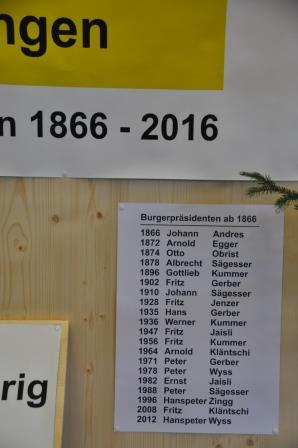 ngen
n 1866 - 2016
Burgerpräsidenten ab 1866
1866 Johann Andres
1872 Arnold Egger
1874 Otto Obrist
1878 Albrecht Sägesser
1896 Gottlieb Kummer
1902 Fritz Gerber
1910 Johann Sägesser
1928 Fritz Jenzer
1935 Hans Gerber
1936 Werner Kummer
1947 Fritz Jaisli
1956 Fritz Kummer
1964 Arnold Kläntschi
1971 Peter Gerber
1978 Peter Wyss
1982 Ernst Jaisli
1988 Peter Sägesser
1996 Hanspeter Zingg
2008 Fritz Kläntschi
2012 Hanspeter Wyss
rig